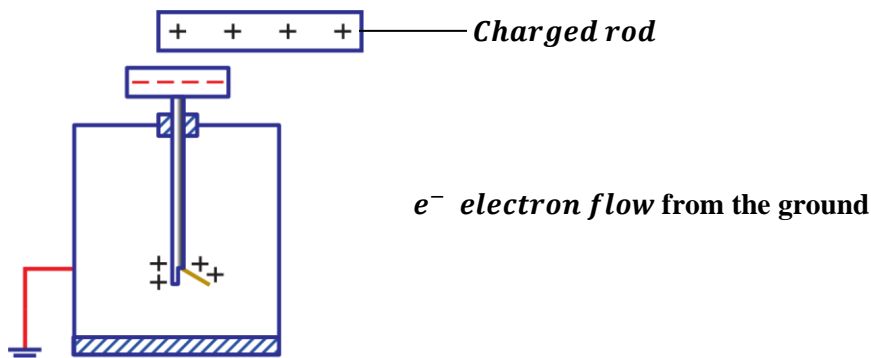 + + + +
Charged rod
− − − − −
e⁻ electron flow from the ground
+ +
+ +